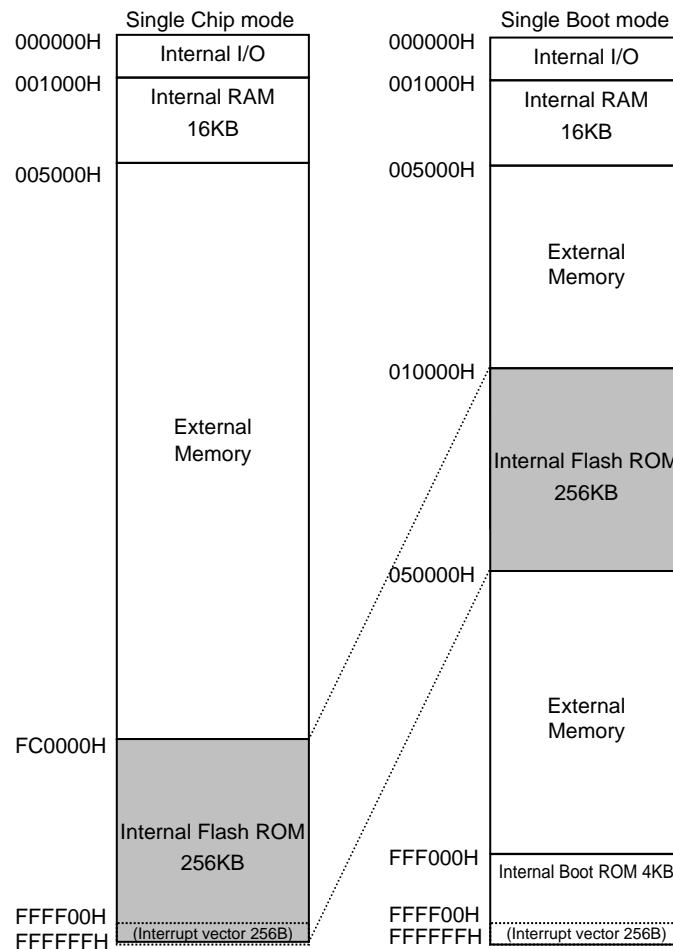 Single Chip mode
000000H
Internal I/O
001000H
Internal RAM
16KB
005000H
External
Memory
FC0000H
Internal Flash ROM
256KB
FFFF00H
(Interrupt vector 256B)
FFFFFFH
Single Boot mode
000000H
Internal I/O
001000H
Internal RAM
16KB
005000H
External
Memory
010000H
Internal Flash ROM
256KB
050000H
External
Memory
FFF000H
Internal Boot ROM 4KB
FFFF00H
(Interrupt vector 256B)
FFFFFFH